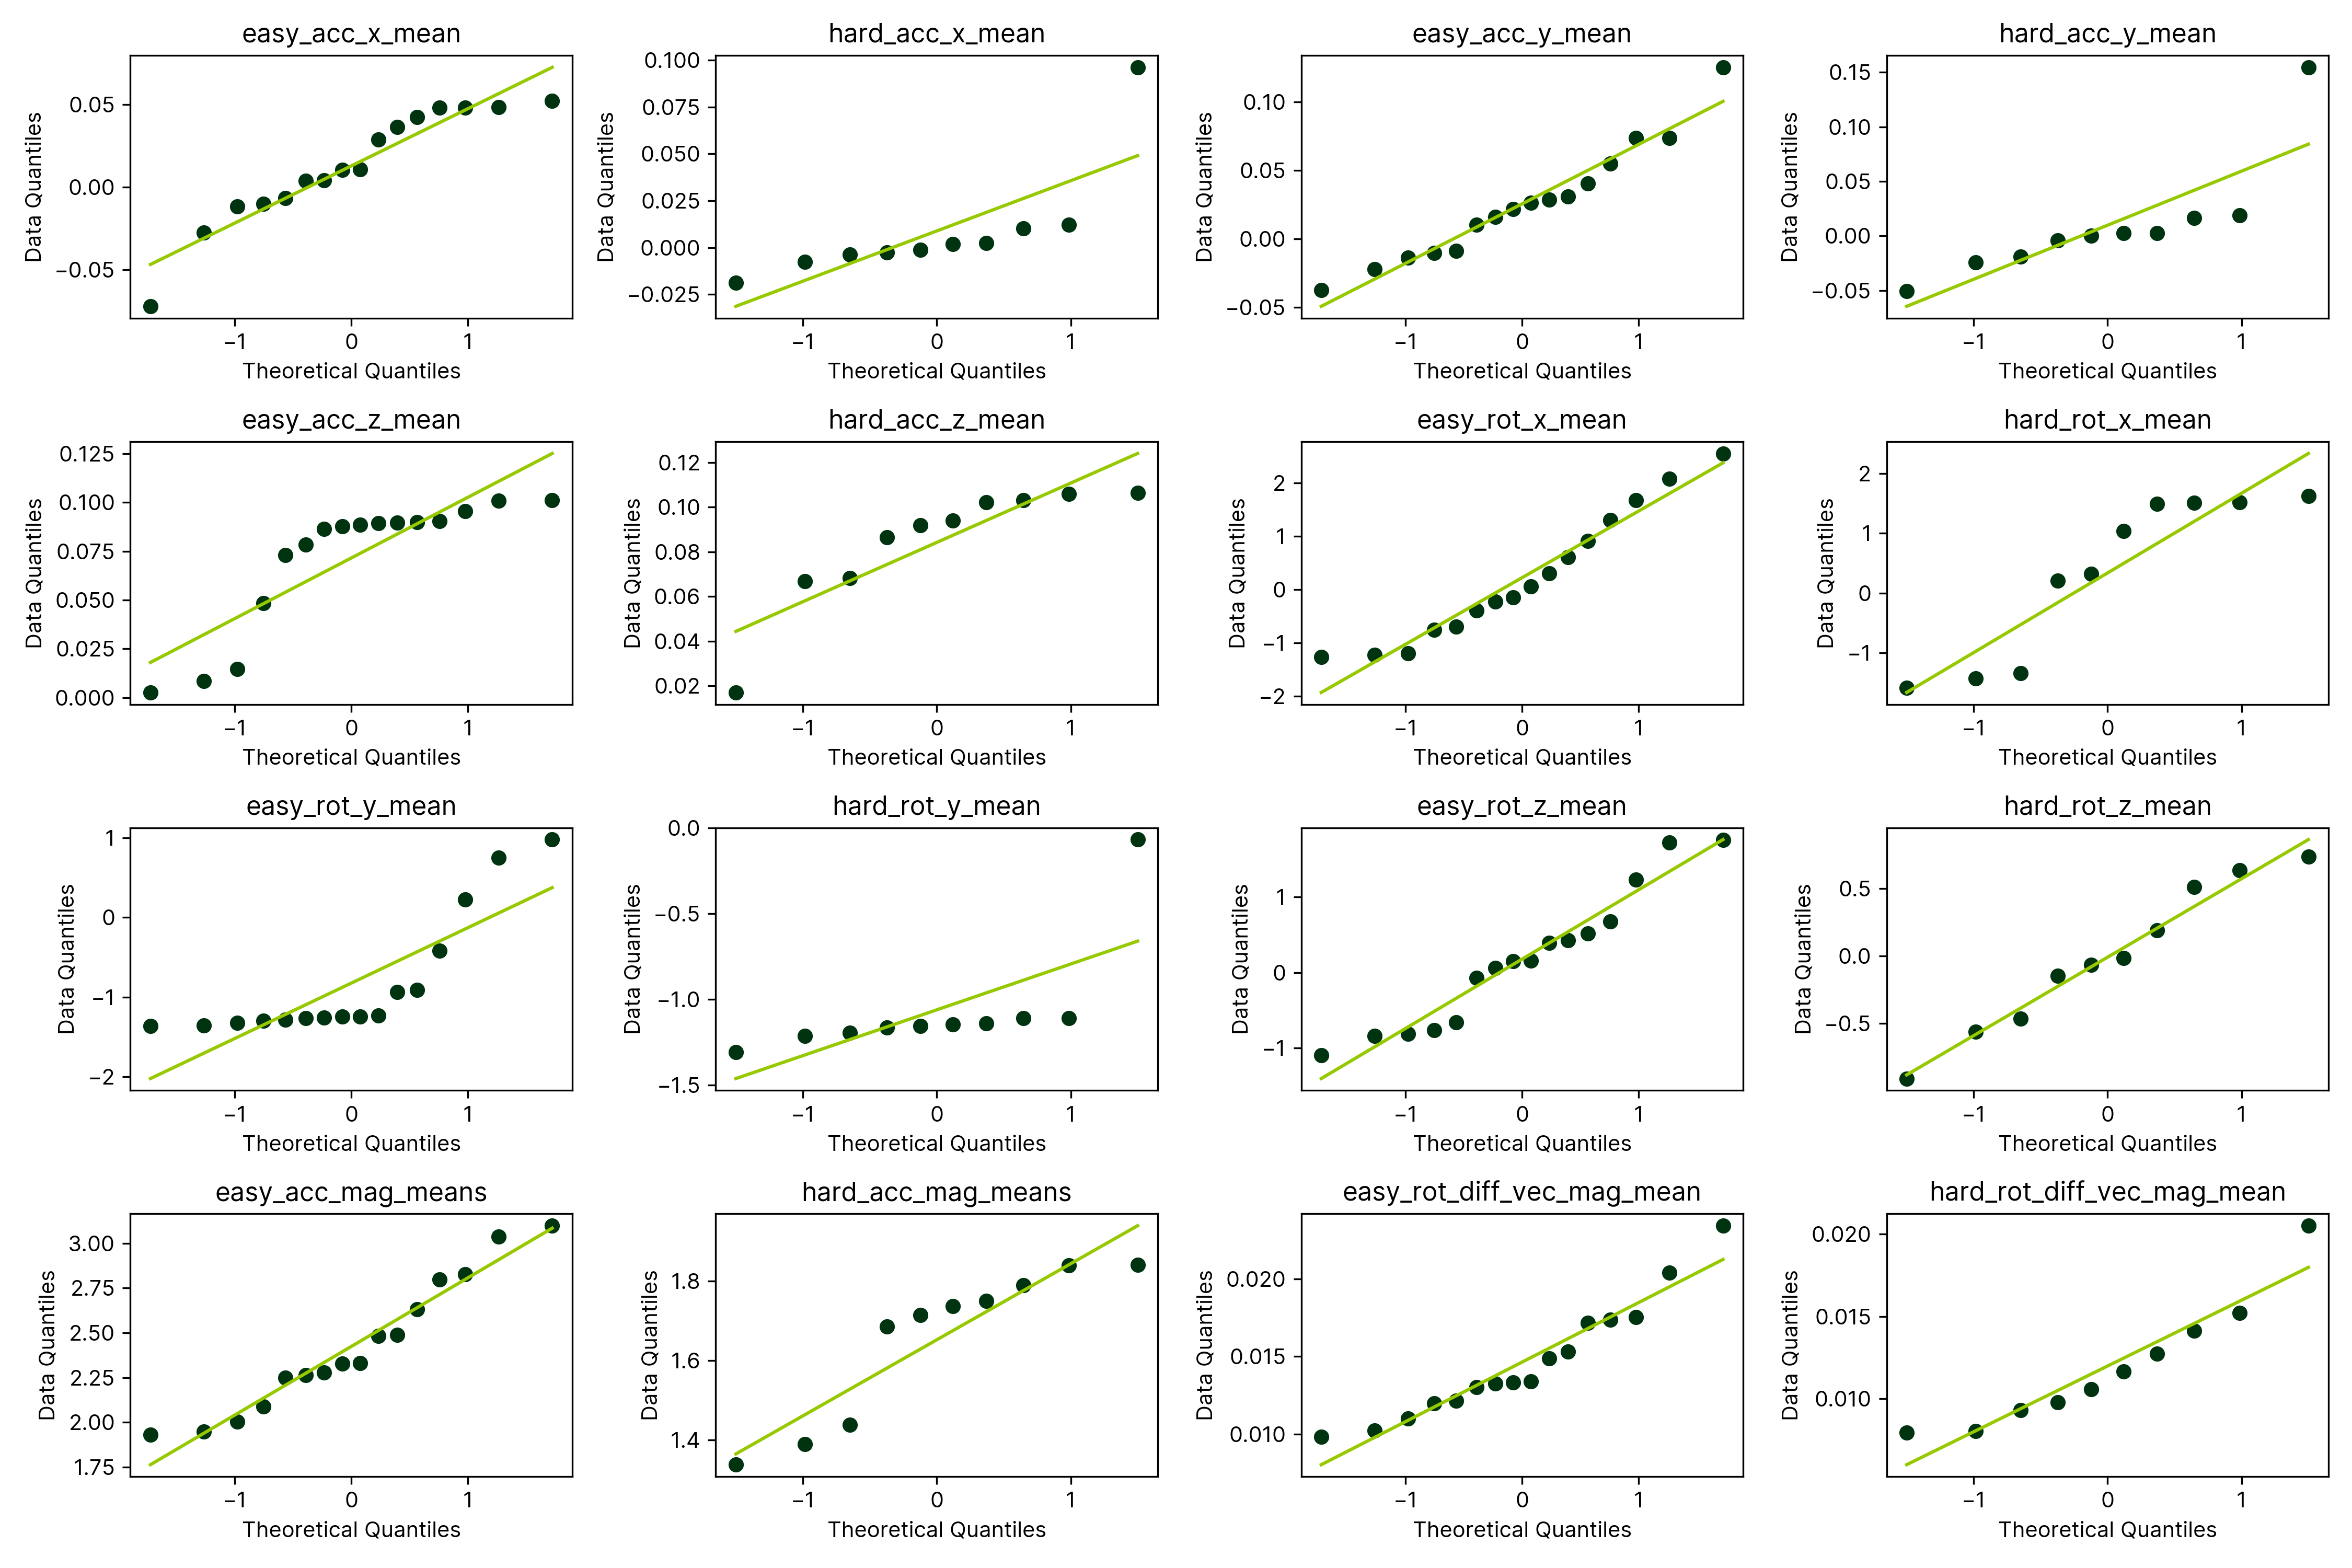 easy_acc_x_mean
0.05
0.00
−0.05
−1 0 1
Data Quantiles
Theoretical Quantiles
hard_acc_x_mean
0.100
0.075
0.050
0.025
0.000
−0.025
−1 0 1
Data Quantiles
Theoretical Quantiles
easy_acc_y_mean
0.10
0.05
0.00
−0.05
−1 0 1
Data Quantiles
Theoretical Quantiles
hard_acc_y_mean
0.15
0.10
0.05
0.00
−0.05
−1 0 1
Data Quantiles
Theoretical Quantiles
easy_acc_z_mean
0.125
0.100
0.075
0.050
0.025
0.000
−1 0 1
Data Quantiles
Theoretical Quantiles
hard_acc_z_mean
0.12
0.10
0.08
0.06
0.04
0.02
−1 0 1
Data Quantiles
Theoretical Quantiles
easy_rot_x_mean
2
1
0
−1
−2
−1 0 1
Data Quantiles
Theoretical Quantiles
hard_rot_x_mean
2
1
0
−1
−1 0 1
Data Quantiles
Theoretical Quantiles
easy_rot_y_mean
1
0
−1
−2
−1 0 1
Data Quantiles
Theoretical Quantiles
hard_rot_y_mean
0.0
−0.5
−1.0
−1.5
−1 0 1
Data Quantiles
Theoretical Quantiles
easy_rot_z_mean
1
0
−1
−1 0 1
Data Quantiles
Theoretical Quantiles
hard_rot_z_mean
0.5
0.0
−0.5
−1 0 1
Data Quantiles
Theoretical Quantiles
easy_acc_mag_means
3.00
2.75
2.50
2.25
2.00
1.75
−1 0 1
Data Quantiles
Theoretical Quantiles
hard_acc_mag_means
1.8
1.6
1.4
−1 0 1
Data Quantiles
Theoretical Quantiles
easy_rot_diff_vec_mag_mean
0.020
0.015
0.010
−1 0 1
Data Quantiles
Theoretical Quantiles
hard_rot_diff_vec_mag_mean
0.020
0.015
0.010
−1 0 1
Data Quantiles
Theoretical Quantiles